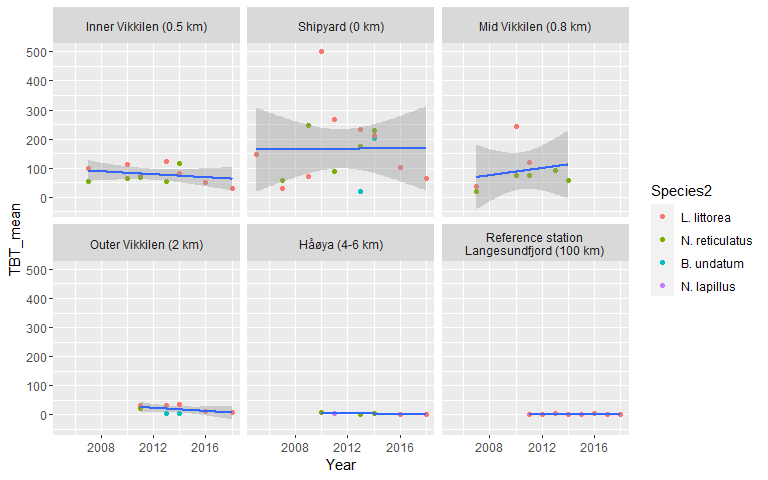 Inner Vikkilen (0.5 km)
Shipyard (0 km)
Mid Vikkilen (0.8 km)
500
400
300
200
100
0
Outer Vikkilen (2 km)
Håøya (4-6 km)
Reference station
Langesundfjord (100 km)
500
400
300
200
100
0
2008
2012
2016
2008
2012
2016
2008
2012
2016
Year
TBT_mean
Species2
L. littorea
N. reticulatus
B. undatum
N. lapillus